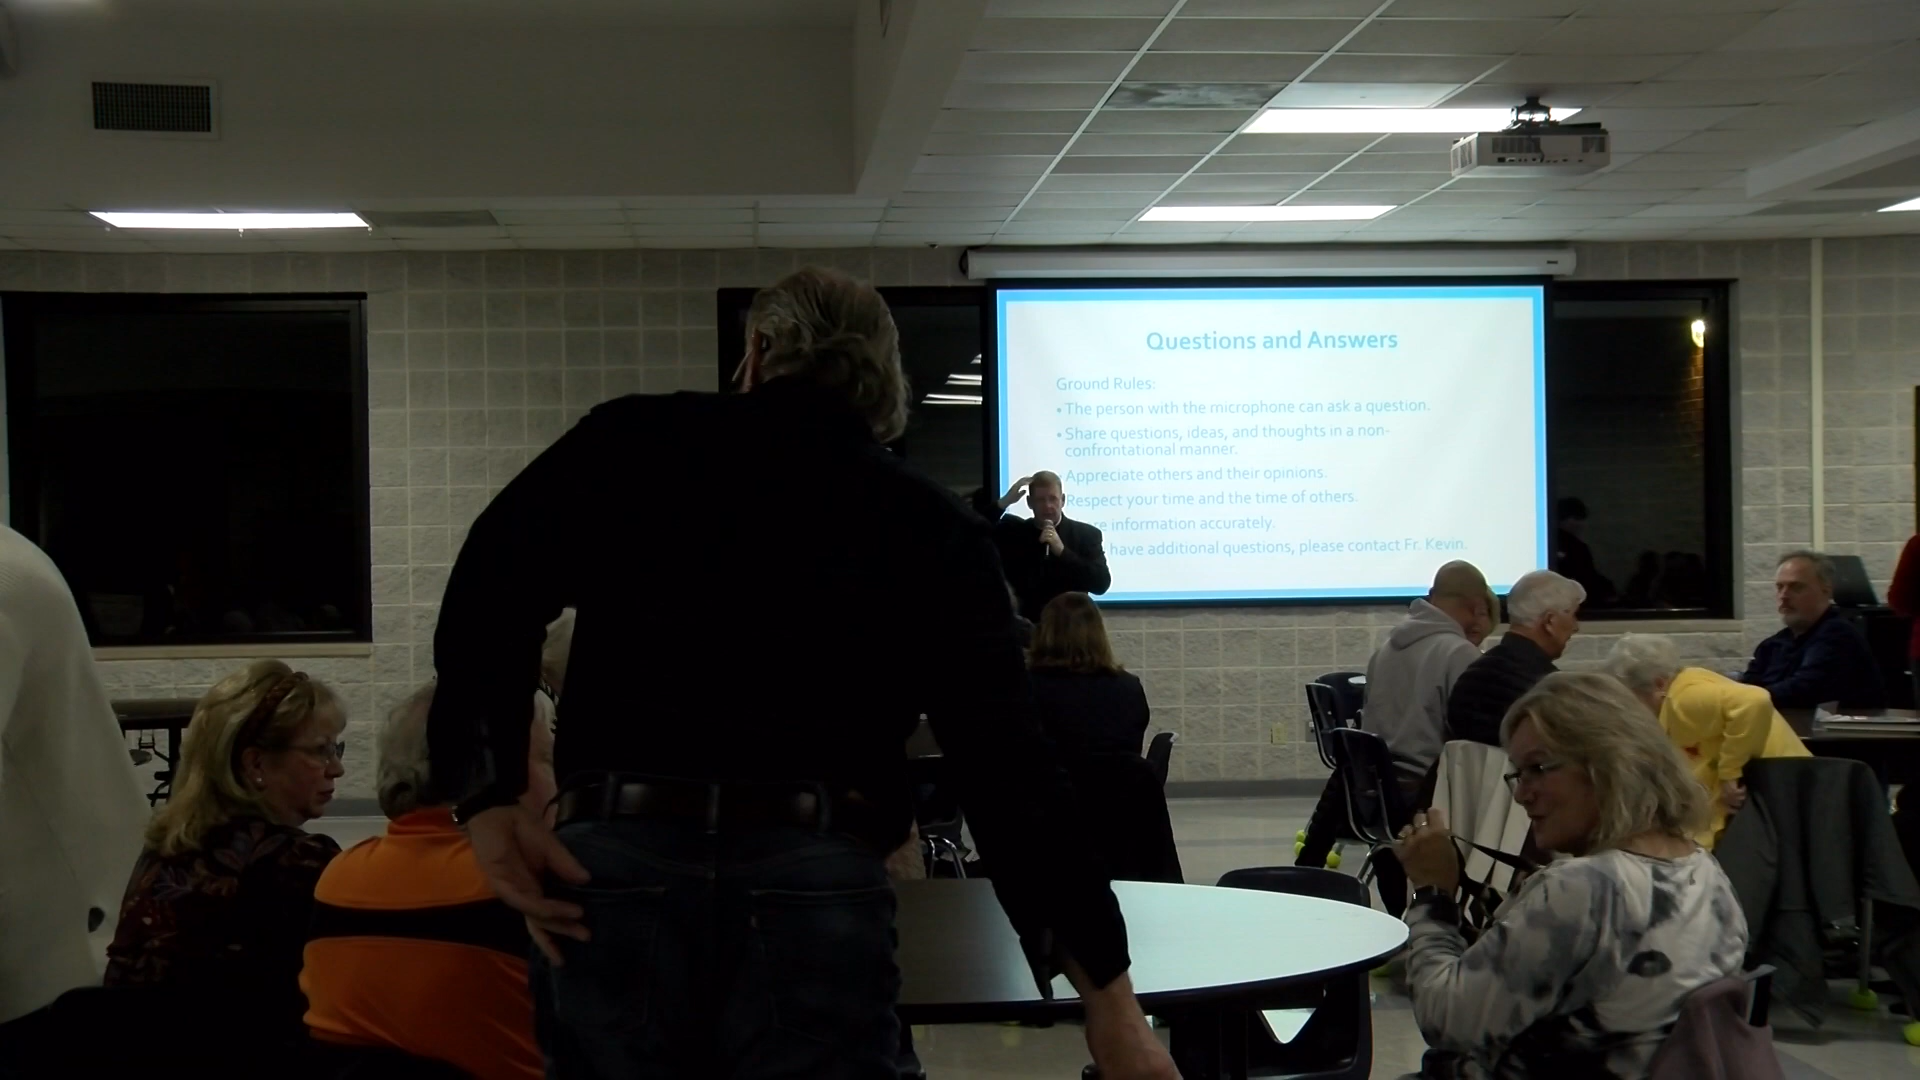 Questions and Answers
Ground Rules:
• The person with the microphone can ask a question.
• Share questions, ideas, and thoughts in a non-
confrontational manner.
Appreciate others and their opinions.
Respect your time and the time of others.
re information accurately.
have additional questions, please contact Fr. Kevin.